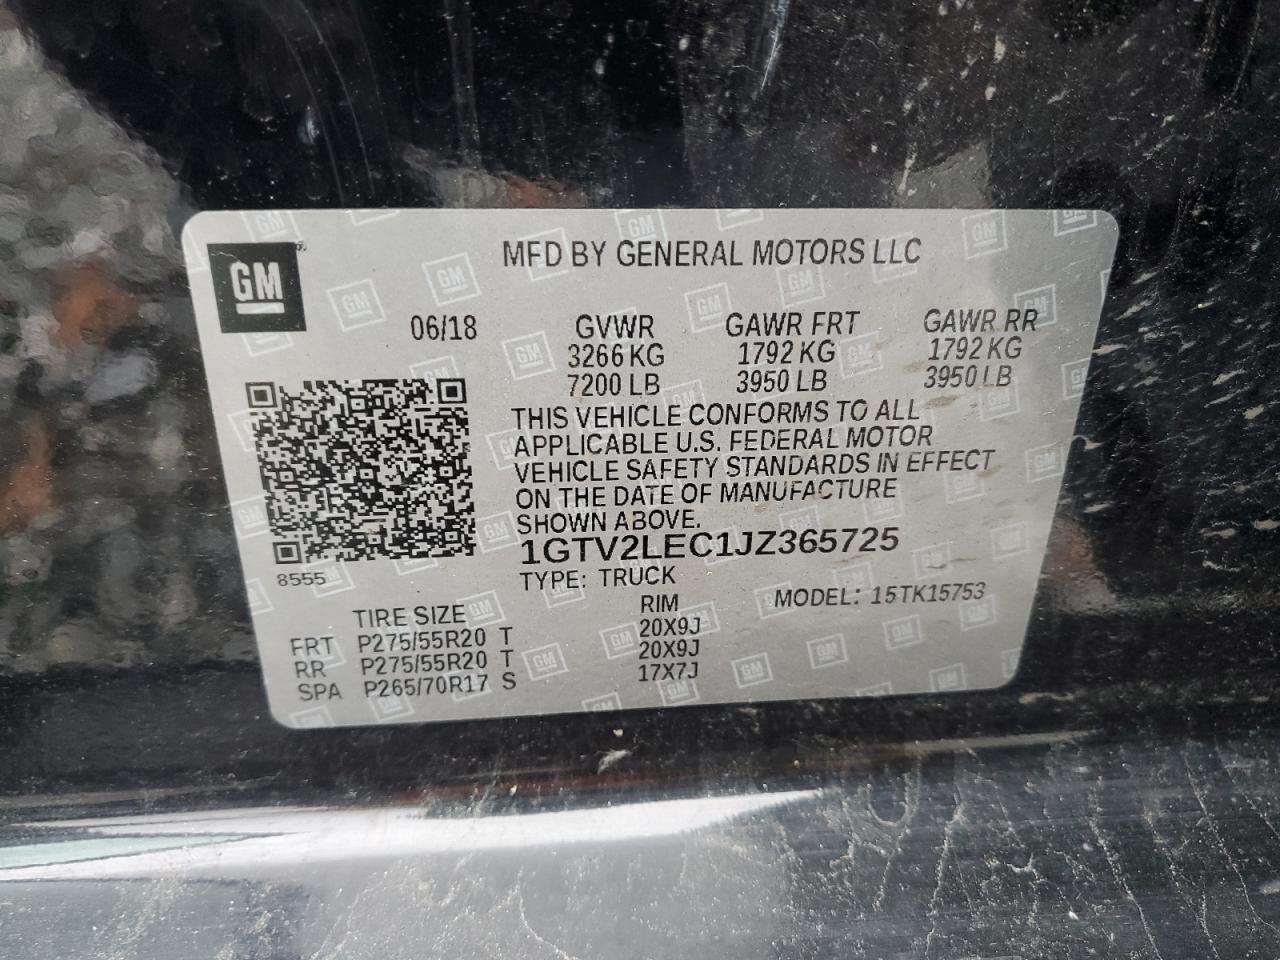 GM
MFD BY GENERAL MOTORS LLC
06/18
GVWR GAWR FRT GAWR RR
3266 KG 1792 KG 1792 KG
7200 LB 3950 LB 3950 LB
THIS VEHICLE CONFORMS TO ALL
APPLICABLE U.S. FEDERAL MOTOR
VEHICLE SAFETY STANDARDS IN EFFECT
ON THE DATE OF MANUFACTURE
SHOWN ABOVE.
1GTV2LEC1JZ365725
8555
TYPE: TRUCK
MODEL: 15TK15753
TIRE SIZE RIM
FRT P275/55R20 T 20X9J
RR P275/55R20 T 20X9J
SPA P265/70R17 S 17X7J